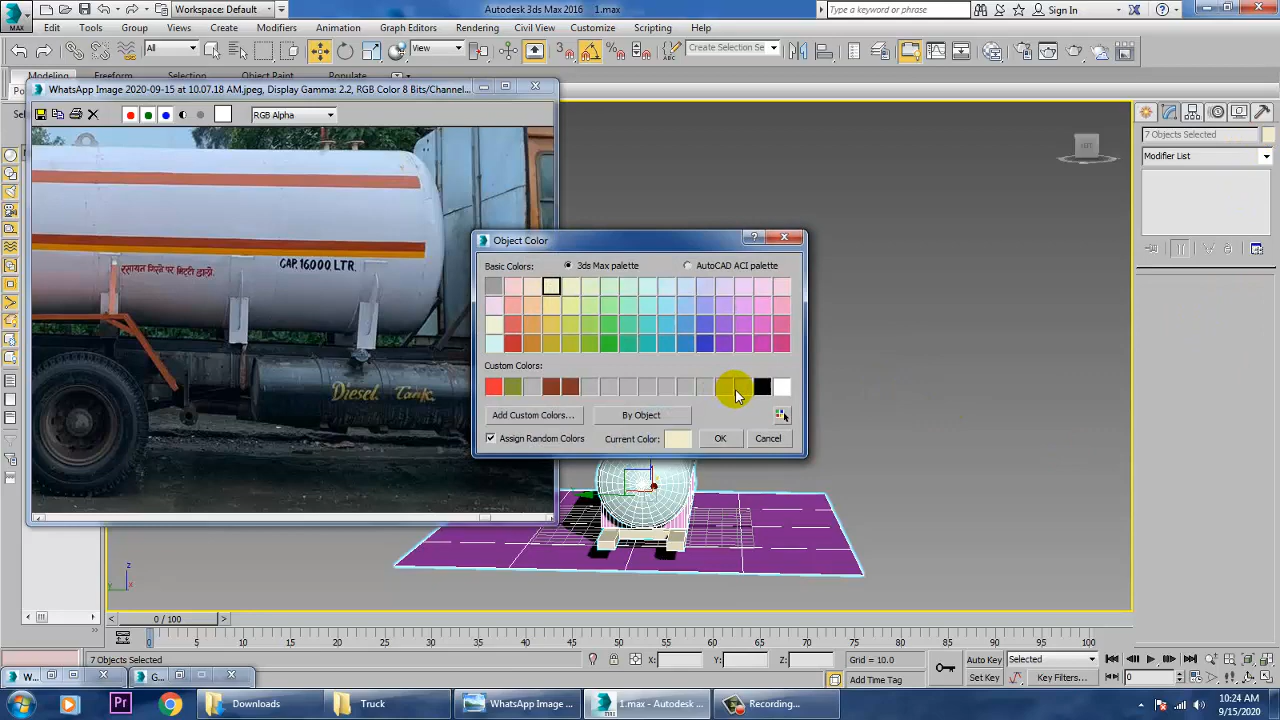 Workspace: Default
Autodesk 3ds Max 2016
1.max
Type a keyword or phrase
Sign In
MAX
Edit
Tools
Group
Views
Create
Modifiers
Animation
Graph Editors
Rendering
Civil View
Customize
Scripting
Help
All
View
3
Create Selection Se
Modeling
Freeform
Selection
Object Paint
Populate
WhatsApp Image 2020-09-15 at 10.07.18 AM.jpeg, Display Gamma: 2.2, RGB Color 8 Bits/Channel...
RGB Alpha
7 Objects Selected
Modifier List
CAP. 16000, LTR.
Diesel Tank
Object Color
Basic Colors:
3ds Max palette
AutoCAD ACI palette
Custom Colors:
Add Custom Colors...
By Object
Assign Random Colors
Current Color:
OK
Cancel
0 / 100
0 5 10 15 20 25 30 35 40 45 50 55 60 65 70 75 80 85 90 95 100
7 Objects Selected
X:
Y:
Z:
Grid = 10.0
Add Time Tag
Auto Key
Selected
Set Key
Key Filters...
0
W...
G...
Downloads
Truck
WhatsApp Image ...
1.max - Autodesk ...
Recording...
10:24 AM
9/15/2020